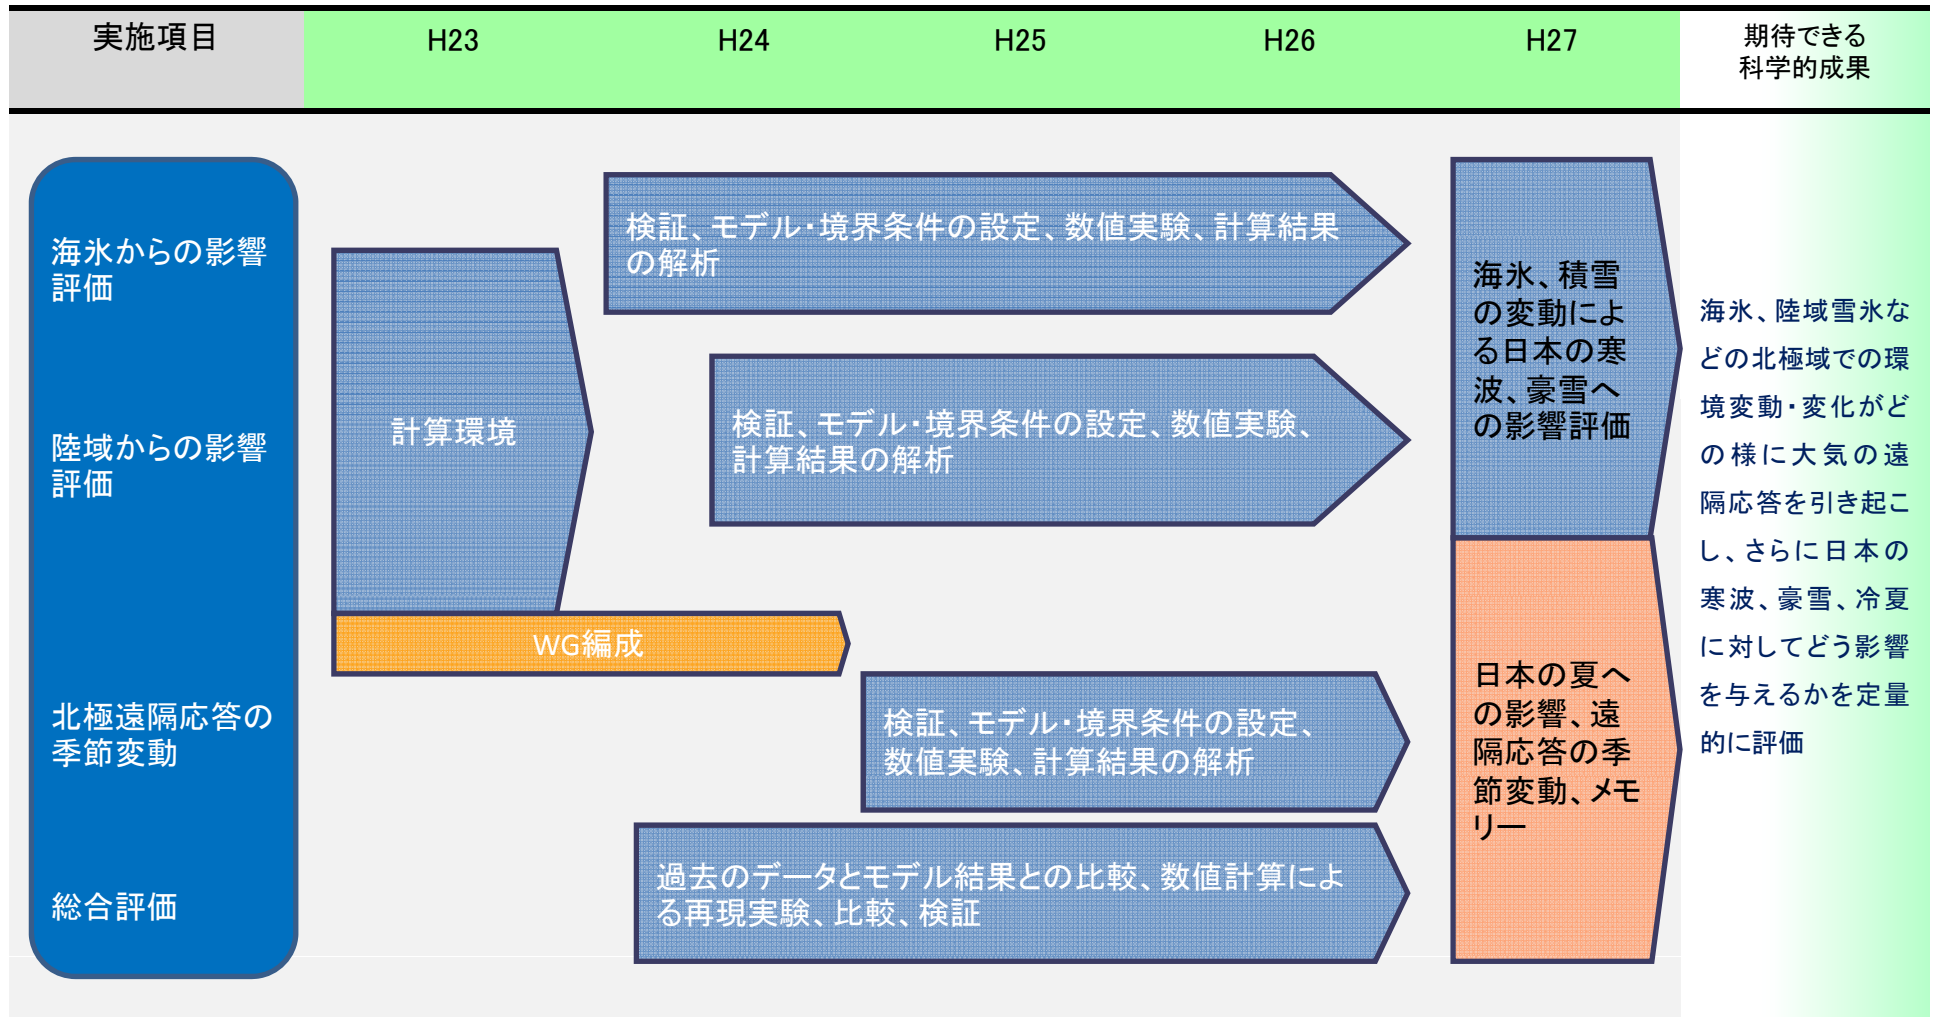 実施項目
H23
H24
H25
H26
H27
期待できる
科学的成果
海氷からの影響
評価
陸域からの影響
評価
北極遠隔応答の
季節変動
総合評価
計算環境
WG編成
検証、モデル・境界条件の設定、数値実験、計算結果
の解析
検証、モデル・境界条件の設定、数値実験、
計算結果の解析
検証、モデル・境界条件の設定、
数値実験、計算結果の解析
過去のデータとモデル結果との比較、数値計算によ
る再現実験、比較、検証
海氷、積雪
の変動によ
る日本の寒
波、豪雪へ
の影響評価
日本の夏へ
の影響、遠
隔応答の季
節変動、メモ
リー
海氷、陸域雪氷な
どの北極域での環
境変動・変化がど
の様に大気の遠
隔応答を引き起こ
し、さらに日本の
寒波、豪雪、冷夏
に対してどう影響
を与えるかを定量
的に評価